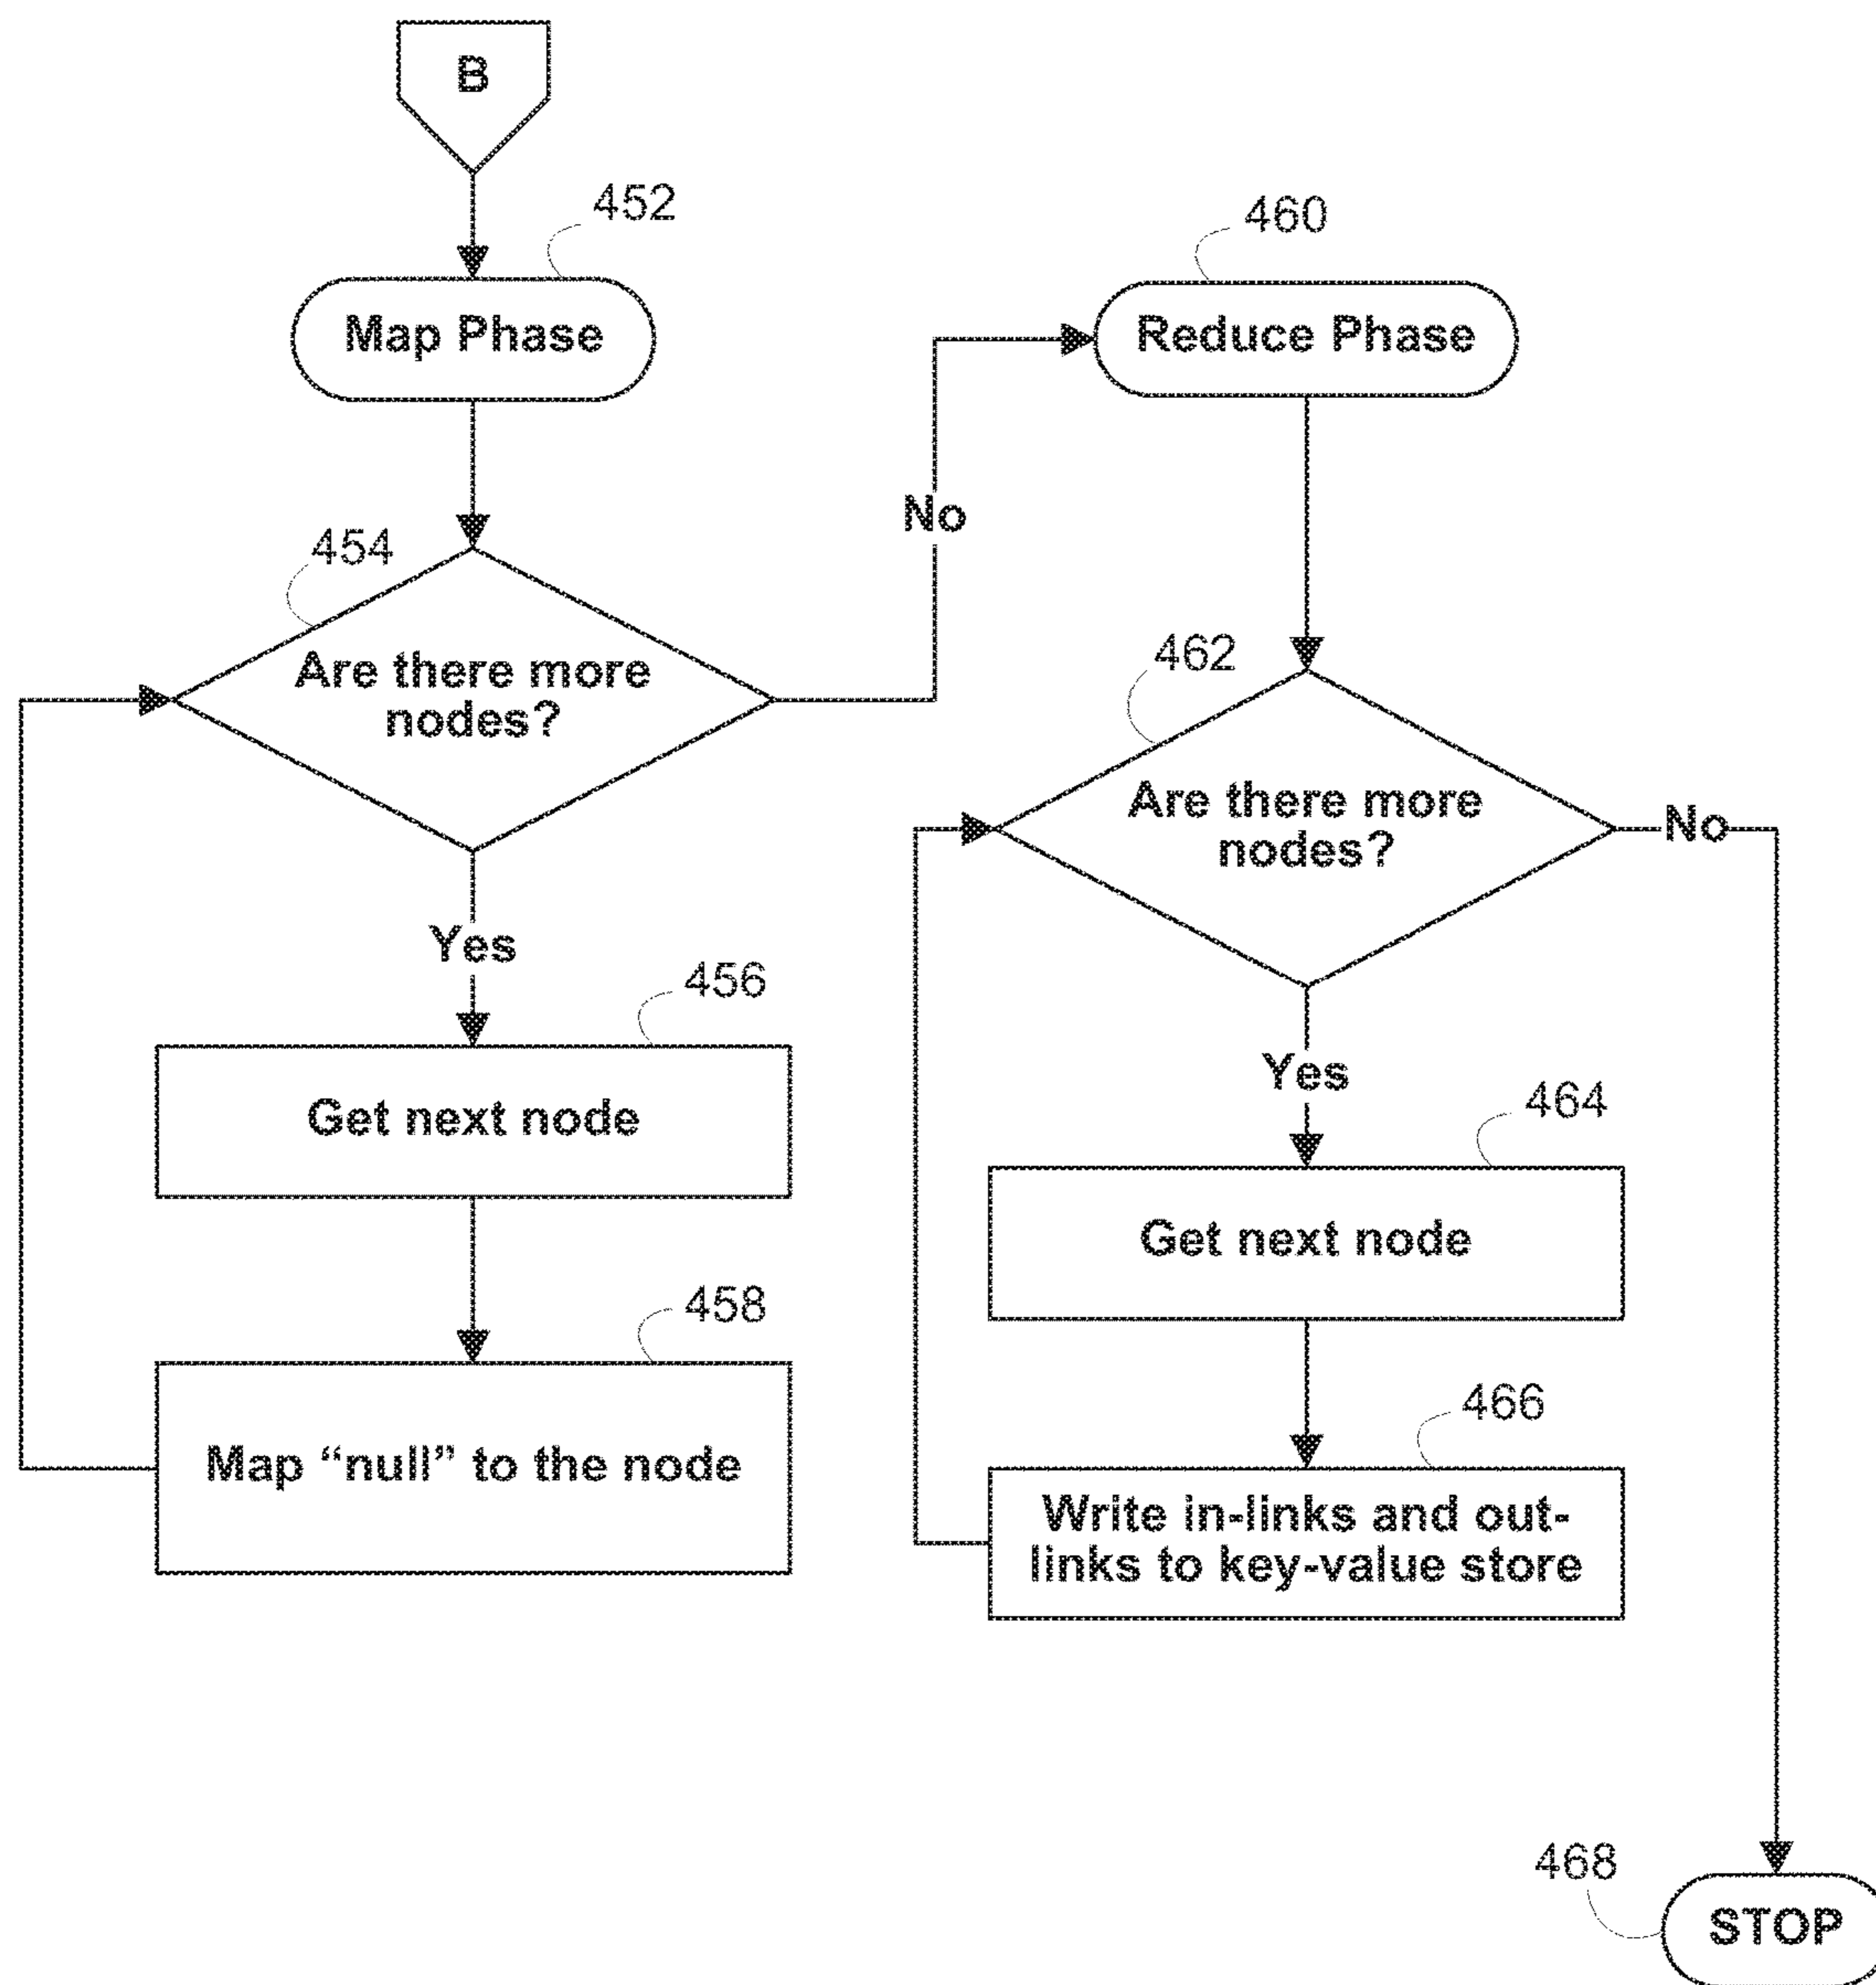 B
452
Map Phase
454
Are there more
nodes?
Yes
456
Get next node
458
Map “null” to the node
No
460
Reduce Phase
462
Are there more
nodes?
No
Yes
464
Get next node
466
Write in-links and out-
links to key-value store
468
STOP